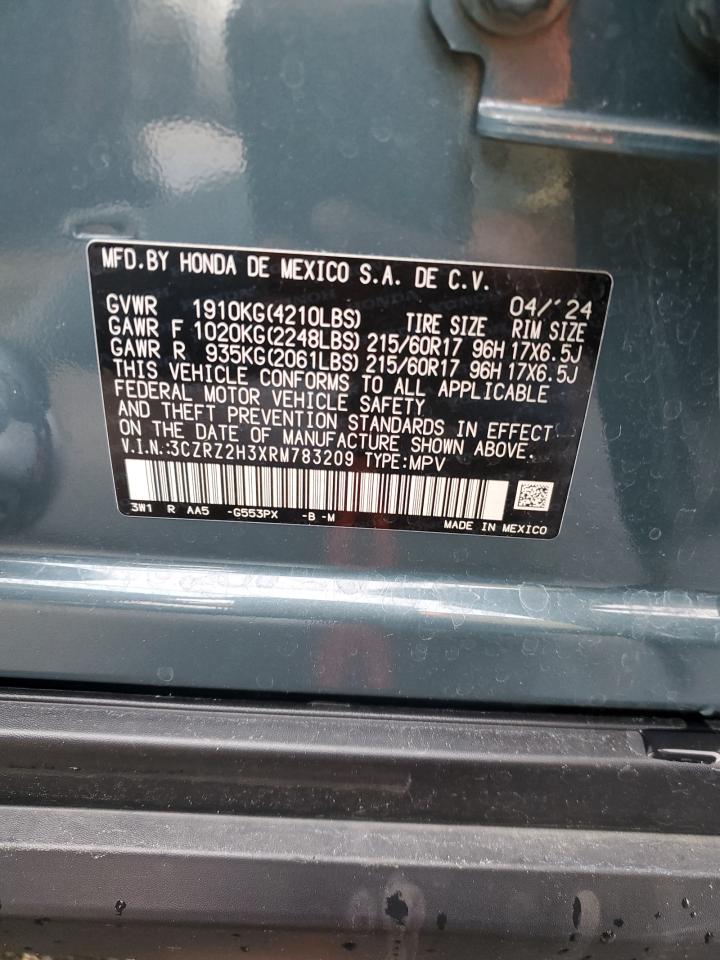 MFD.BY HONDA DE MEXICO S.A. DE C.V.
04/'24
GVWR 1910KG(4210LBS) TIRE SIZE RIM SIZE
GAWR F 1020KG(2248LBS) 215/60R17 96H 17X6.5J
GAWR R 935KG(2061LBS) 215/60R17 96H 17X6.5J
THIS VEHICLE CONFORMS TO ALL APPLICABLE
FEDERAL MOTOR VEHICLE SAFETY
AND THEFT PREVENTION STANDARDS IN EFFECT
ON THE DATE OF MANUFACTURE SHOWN ABOVE.
V.I.N.:3CZRZ2H3XRM783209 TYPE:MPV
3W1 R AA5 -G553PX -B -M MADE IN MEXICO